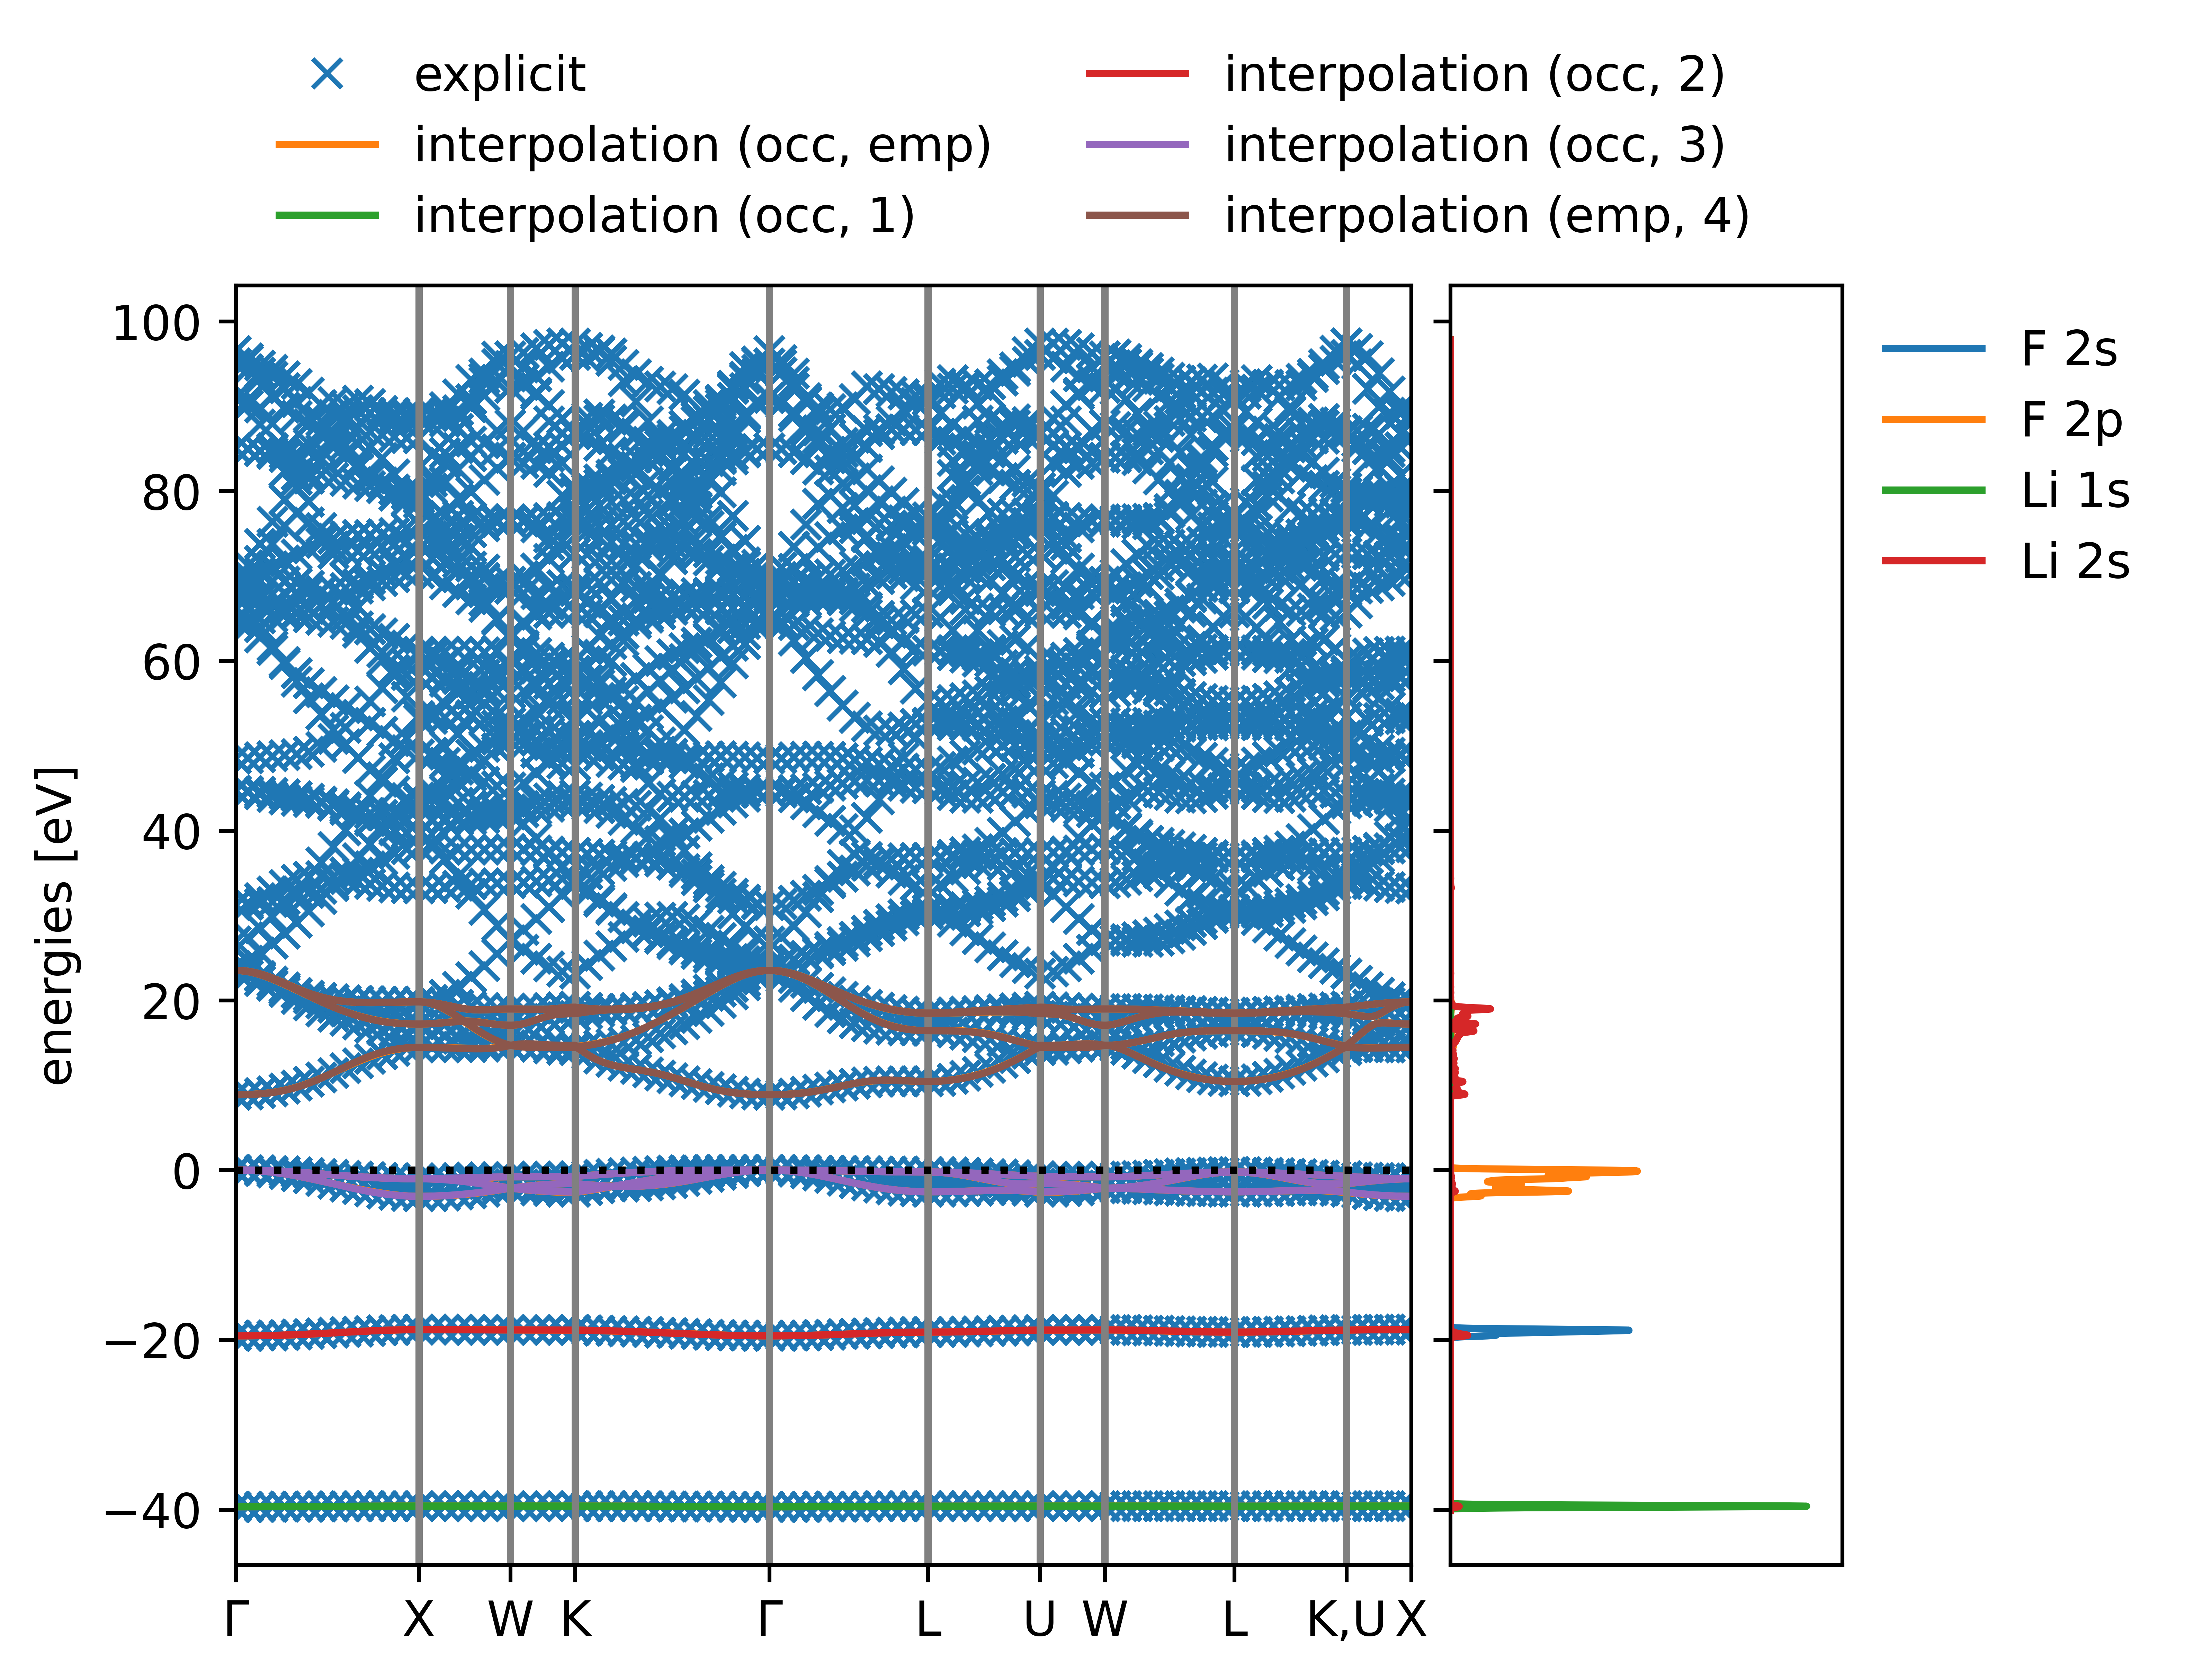 explicit
interpolation (occ, emp)
interpolation (occ, 1)
interpolation (occ, 2)
interpolation (occ, 3)
interpolation (emp, 4)
energies [eV]
100
80
60
40
20
0
−20
−40
Γ X W K Γ L U W L K,U X
F 2s
F 2p
Li 1s
Li 2s